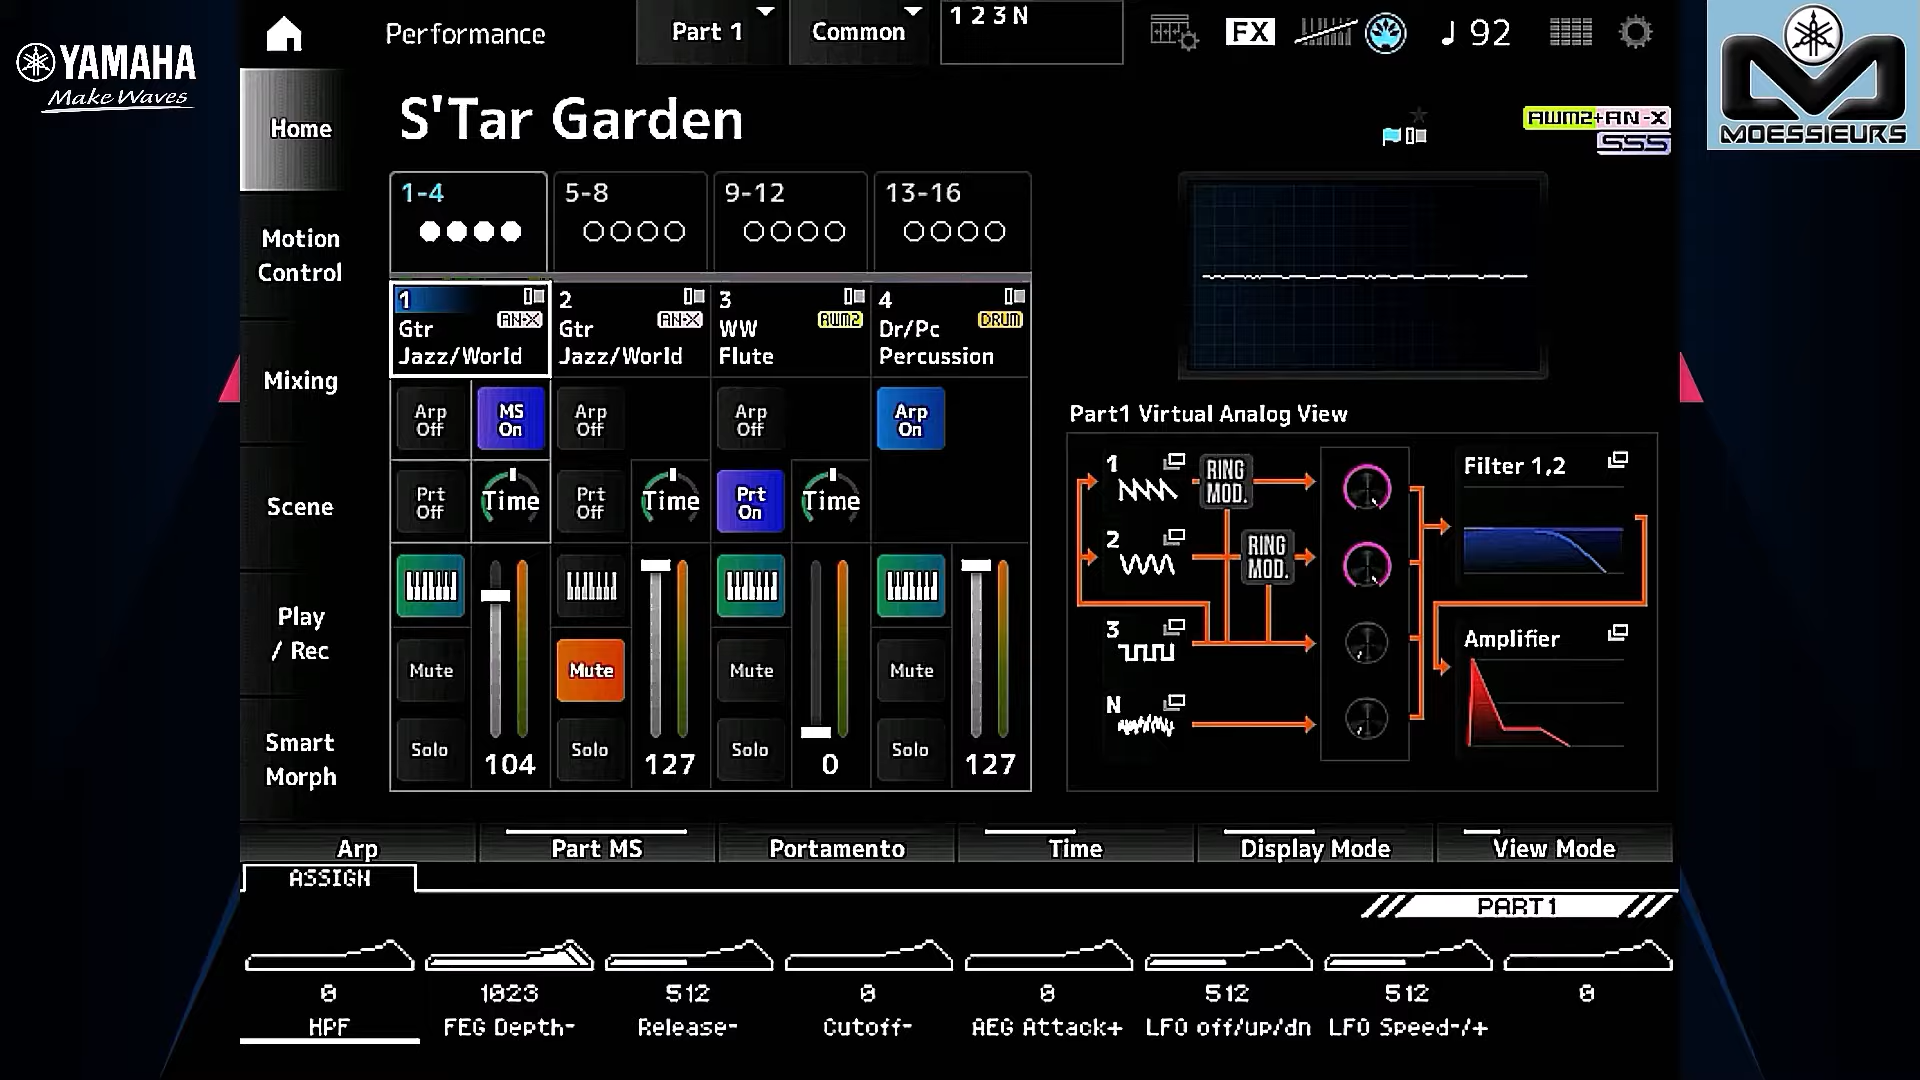 YAMAHA
Make Waves
Performance
Part 1
Common
1 2 3 N
FX
♩ 92
MOESSIEURS
Home
S'Tar Garden
AWM2+AN-X
SSS
Motion
Control
Mixing
Scene
Play
/ Rec
Smart
Morph
1-4
5-8
9-12
13-16
1
AN-X
Gtr
Jazz/World
2
AN-X
Gtr
Jazz/World
3
AWM2
WW
Flute
4
DRUM
Dr/Pc
Percussion
Arp
Off
MS
On
Arp
Off
Arp
Off
Arp
On
Prt
Off
Time
Prt
Off
Time
Prt
On
Time
Mute
Mute
Mute
Mute
Solo
104
Solo
127
Solo
0
Solo
127
Part1 Virtual Analog View
1
RING
MOD.
2
RING
MOD.
3
N
Filter 1,2
Amplifier
Arp
Part MS
Portamento
Time
Display Mode
View Mode
ASSIGN
PART1
0
1023
512
0
0
512
512
0
HPF
FEG Depth-
Release-
Cutoff-
AEG Attack+
LFO off/up/dn
LFO Speed-/+